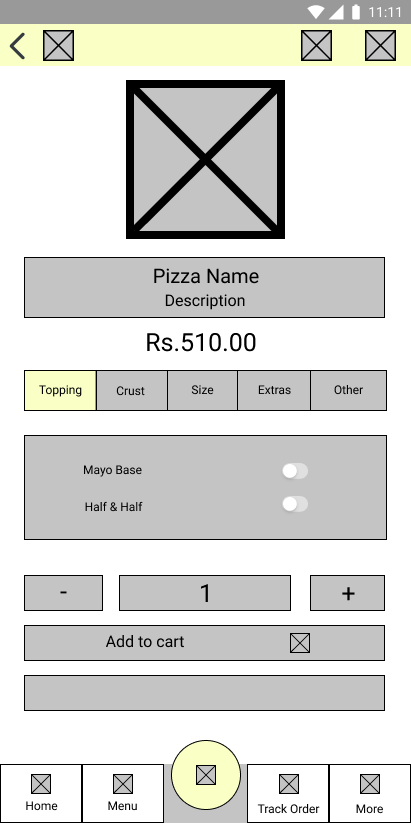 11:11
Pizza Name
Description
Rs.510.00
Topping Crust Size Extras Other
Mayo Base
Half & Half
- 1 +
Add to cart
Home Menu Track Order More